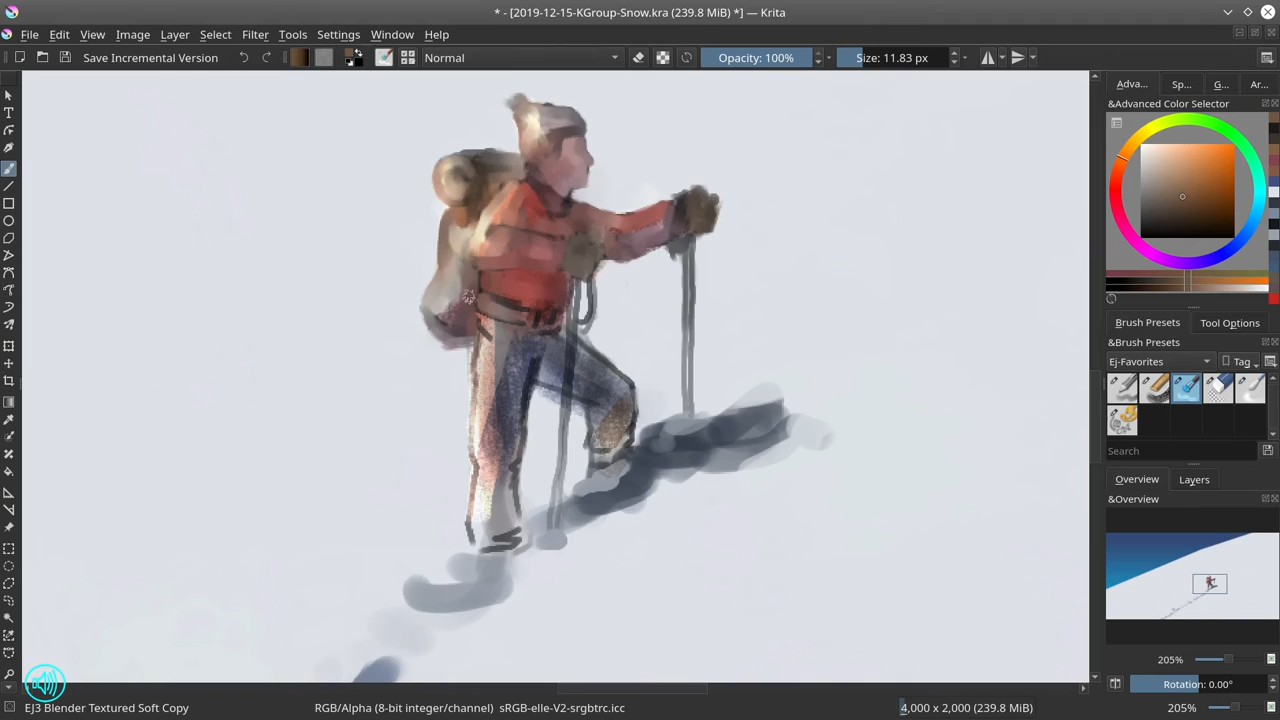 * - [2019-12-15-KGroup-Snow.kra (239.8 MiB) *] — Krita
File Edit View Image Layer Select Filter Tools Settings Window Help
Save Incremental Version Normal Opacity: 100% Size: 11.83 px
Adva... Sp... G... Ar...
&Advanced Color Selector
Brush Presets Tool Options
&Brush Presets
Ej-Favorites Tag
Search
Overview Layers
&Overview
205%
Rotation: 0.00°
EJ3 Blender Textured Soft Copy RGB/Alpha (8-bit integer/channel) sRGB-elle-V2-srgbtrc.icc 4,000 x 2,000 (239.8 MiB) 205%